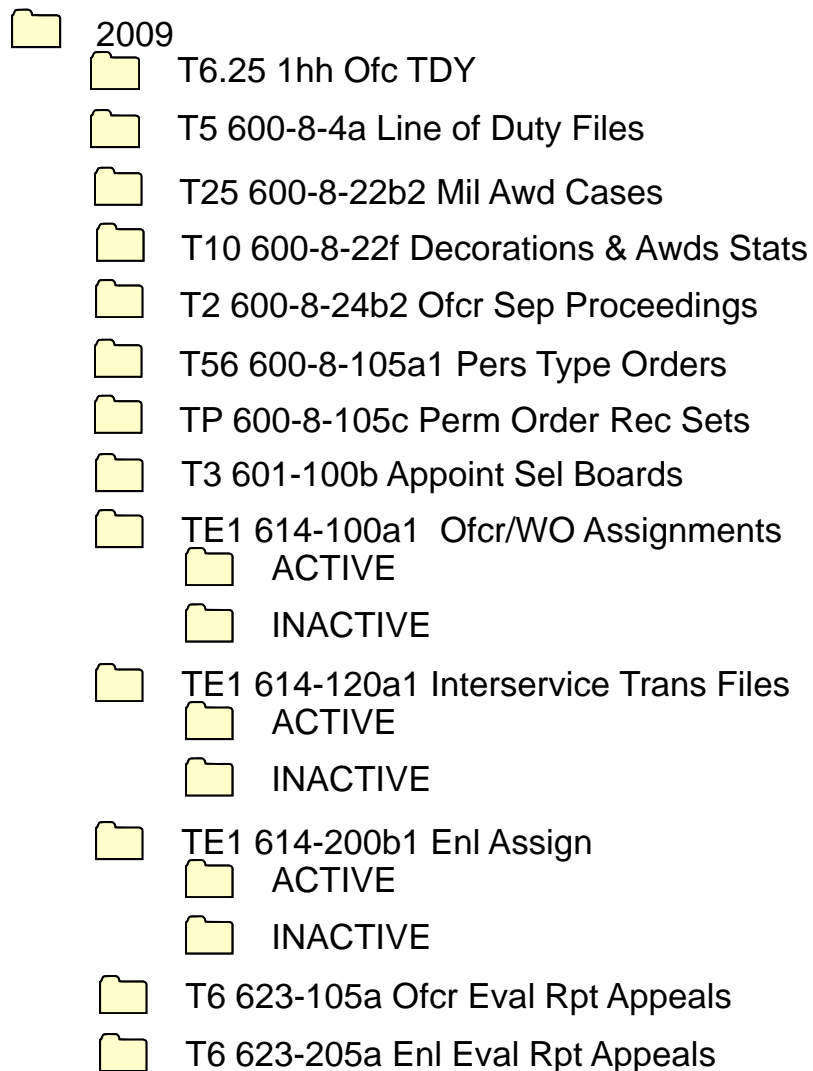 2009
T6.25 1hh Ofc TDY
T5 600-8-4a Line of Duty Files
T25 600-8-22b2 Mil Awd Cases
T10 600-8-22f Decorations & Awds Stats
T2 600-8-24b2 Ofcr Sep Proceedings
T56 600-8-105a1 Pers Type Orders
TP 600-8-105c Perm Order Rec Sets
T3 601-100b Appoint Sel Boards
TE1 614-100a1  Ofcr/WO Assignments
ACTIVE
INACTIVE
TE1 614-120a1 Interservice Trans Files
ACTIVE
INACTIVE
TE1 614-200b1 Enl Assign
ACTIVE
INACTIVE
T6 623-105a Ofcr Eval Rpt Appeals
T6 623-205a Enl Eval Rpt Appeals